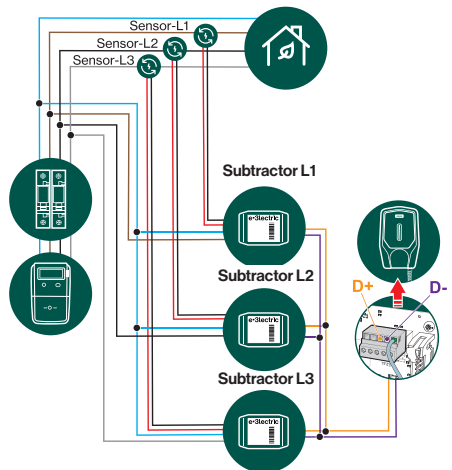 Sensor-L1
Sensor-L2
Sensor-L3
Subtractor L1
e•3lectric
Subtractor L2
e•3lectric
D+
D-
Subtractor L3
e•3lectric